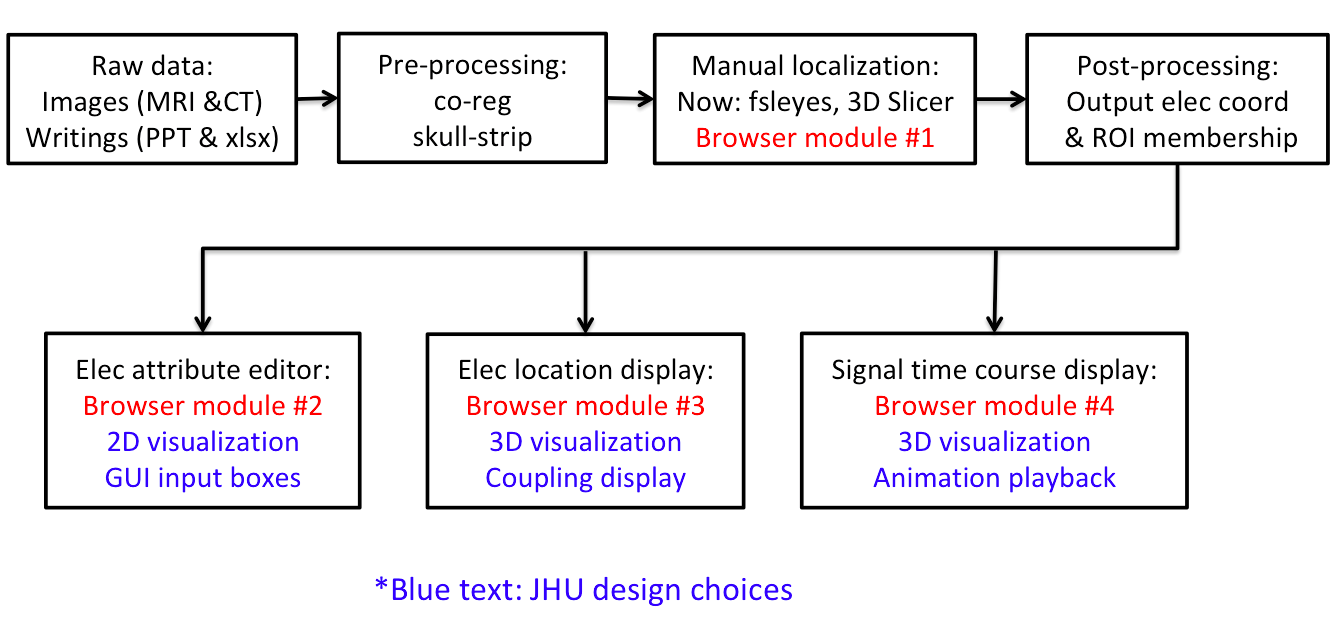 Raw data:
Images (MRI &CT)
Writings (PPT & xlsx)
Pre-processing:
co-reg
skull-strip
Manual localization:
Now: fsleyes, 3D Slicer
Browser module #1
Post-processing:
Output elec coord
& ROI membership
Elec attribute editor:
Browser module #2
2D visualization
GUI input boxes
Elec location display:
Browser module #3
3D visualization
Coupling display
Signal time course display:
Browser module #4
3D visualization
Animation playback
*Blue text: JHU design choices